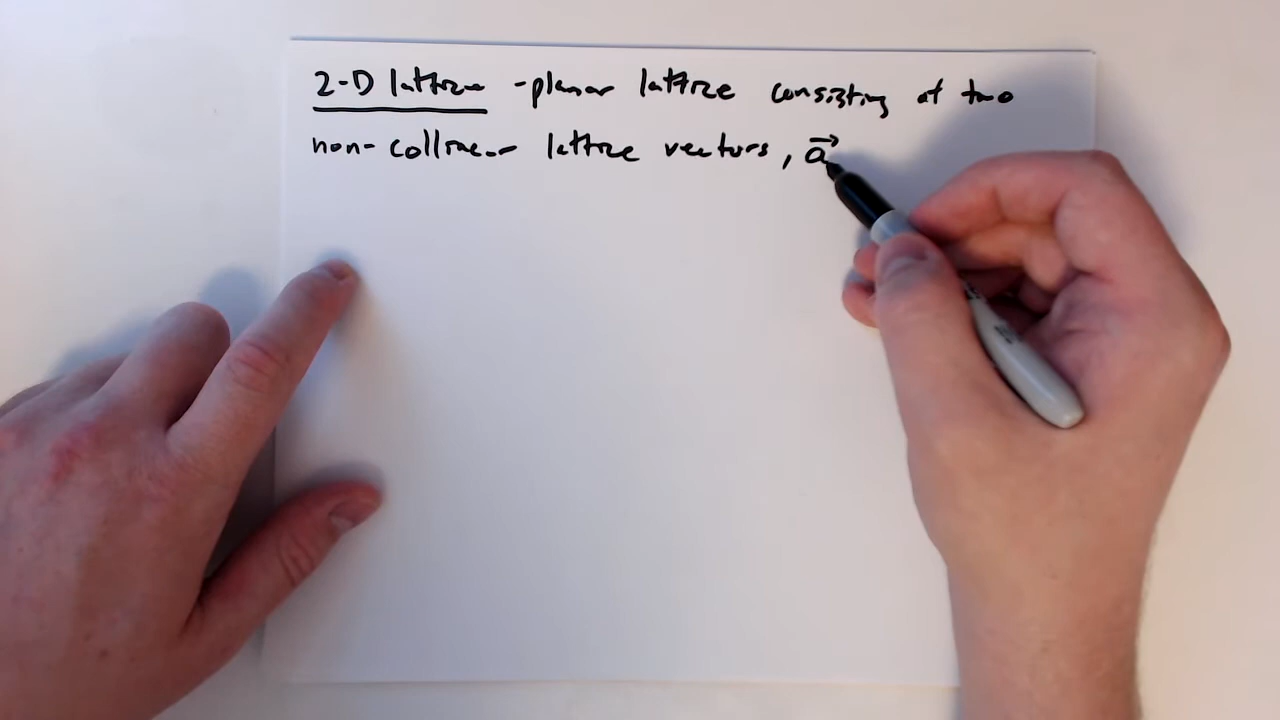 2-D lattice - planar lattice consisting of two
non-collinear lattice vectors, a⃗